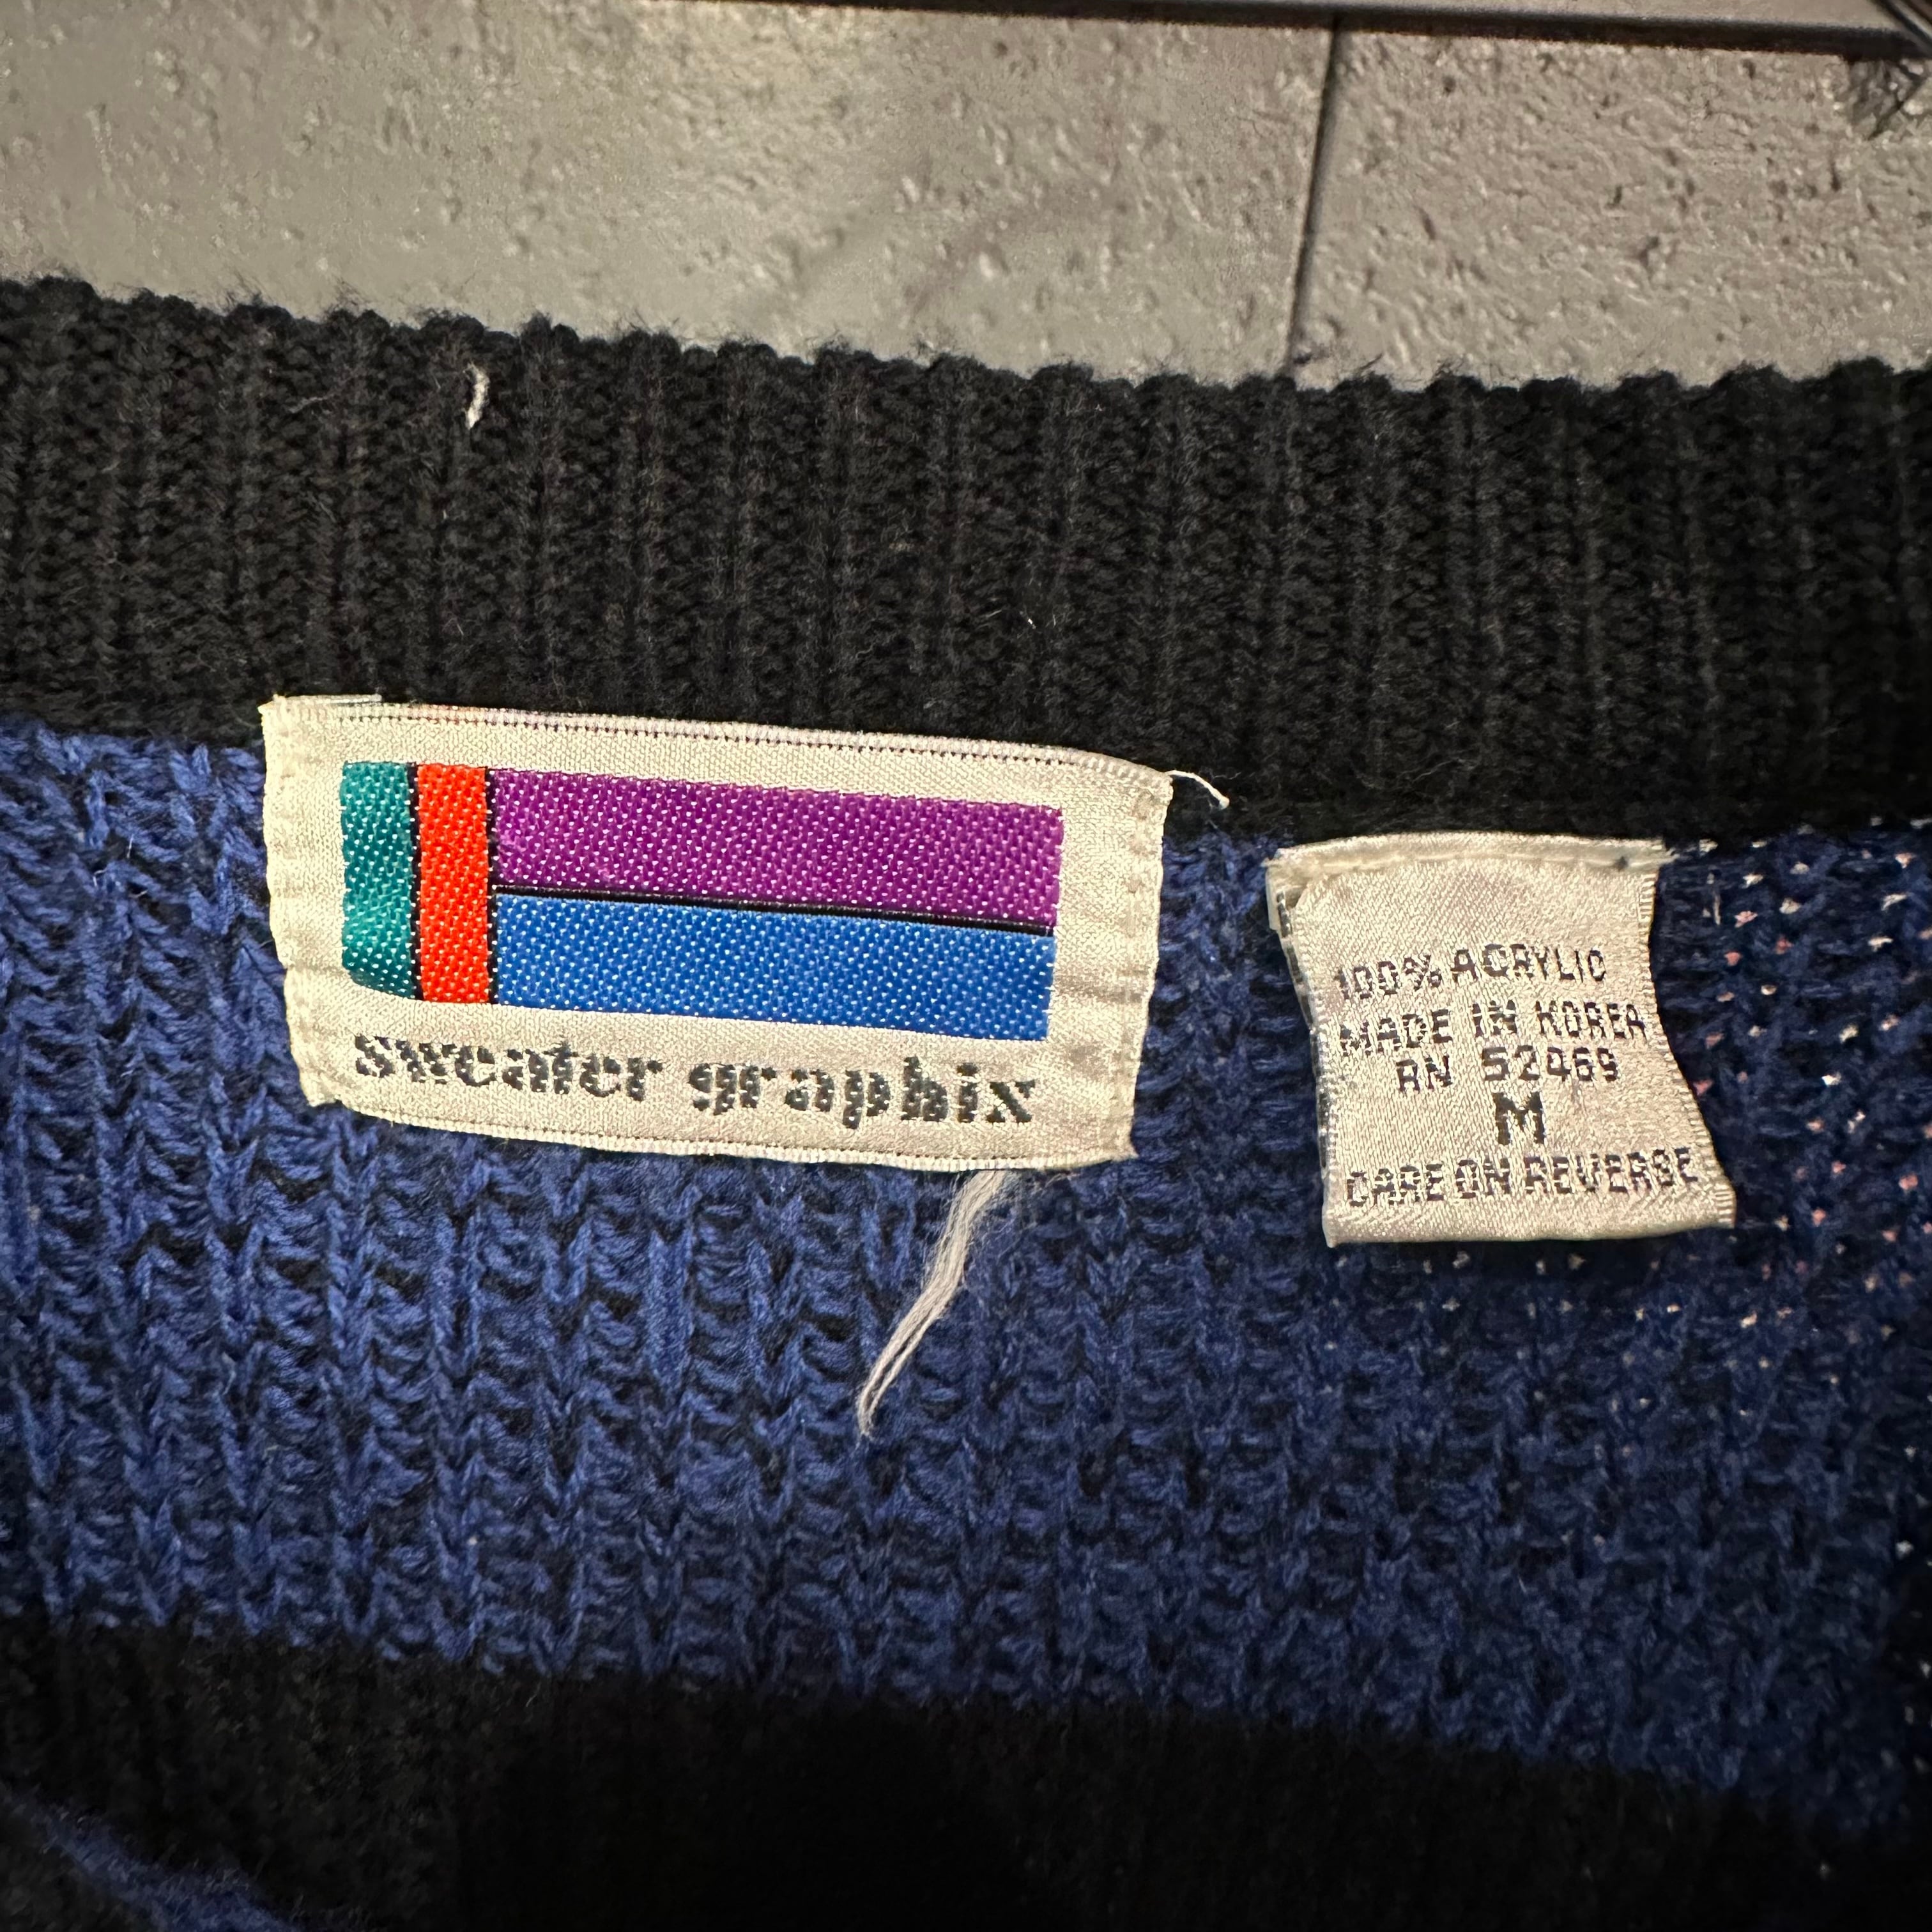 sweater graphix
100% ACRYLIC
MADE IN KOREA
RN 52469
M
CARE ON REVERSE